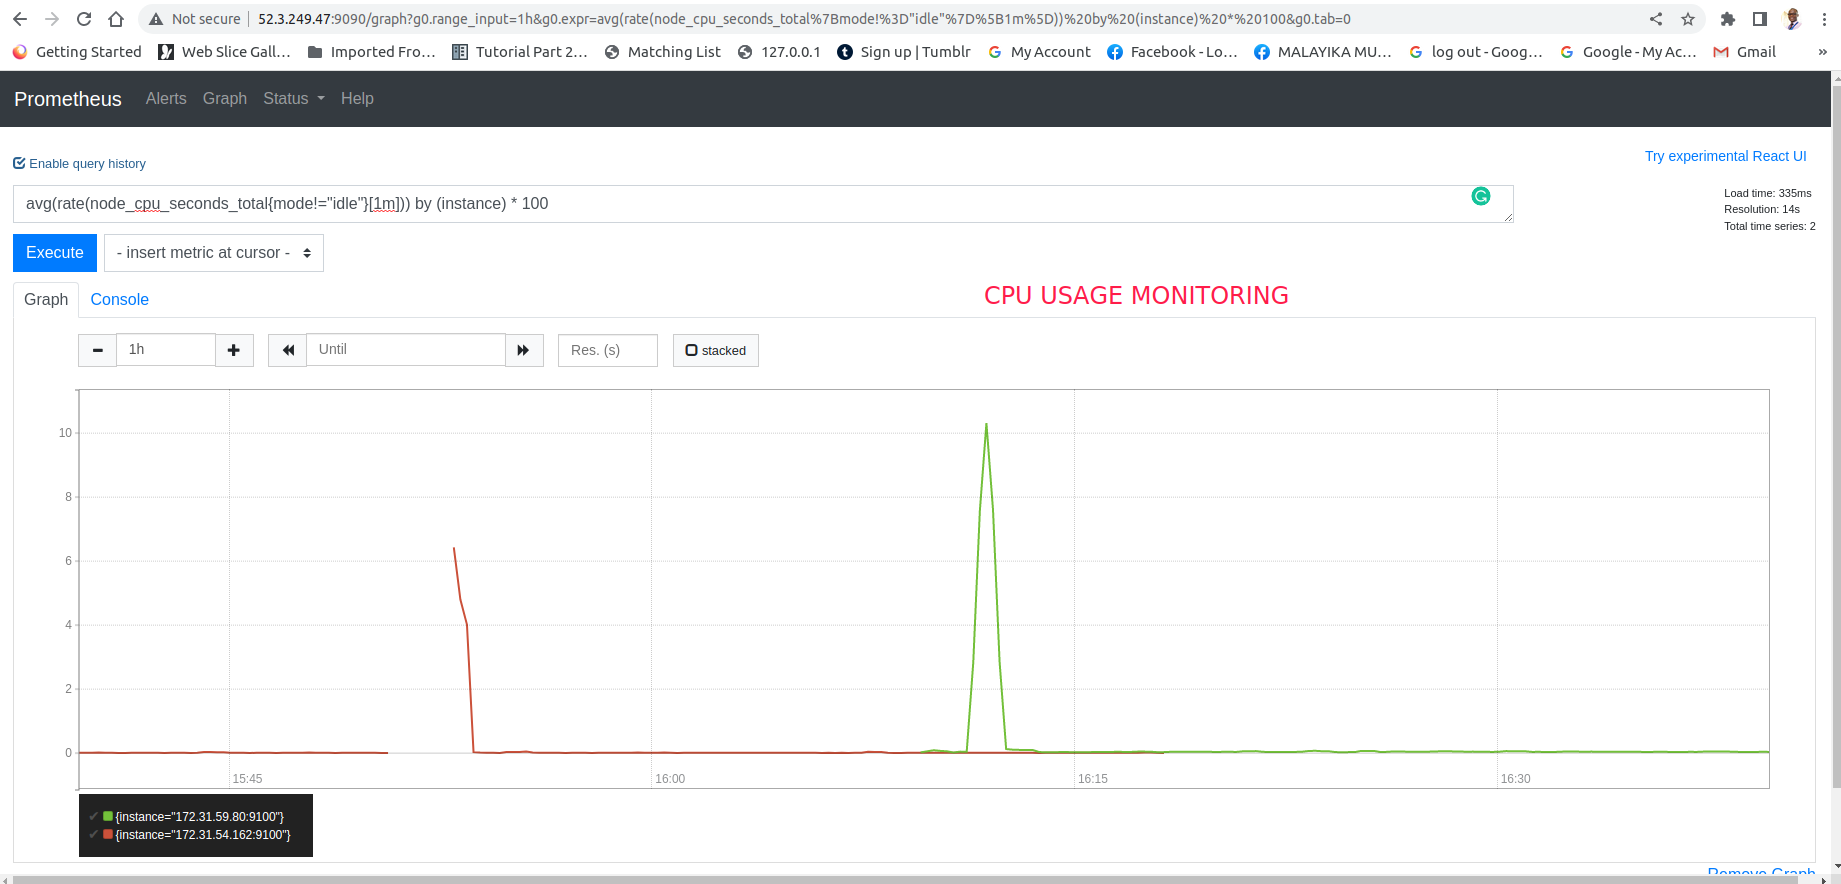 Not secure | 52.3.249.47:9090/graph?g0.range_input=1h&g0.expr=avg(rate(node_cpu_seconds_total%7Bmode!%3D"idle"%7D%5B1m%5D))%20by%20(instance)%20*%20100&g0.tab=0
Getting Started Web Slice Gall... Imported Fro... Tutorial Part 2... Matching List 127.0.0.1 Sign up | Tumblr My Account Facebook - Lo... MALAYIKA MU... log out - Goog... Google - My Ac... Gmail »
Prometheus Alerts Graph Status Help
Enable query history
Try experimental React UI
avg(rate(node_cpu_seconds_total{mode!="idle"}[1m])) by (instance) * 100
Load time: 335ms
Resolution: 14s
Total time series: 2
Execute - insert metric at cursor -
Graph Console
CPU USAGE MONITORING
1h Until Res. (s) stacked
10
8
6
4
2
0
15:45 16:00 16:15 16:30
✔ {instance="172.31.59.80:9100"}
✔ {instance="172.31.54.162:9100"}
Remove Graph